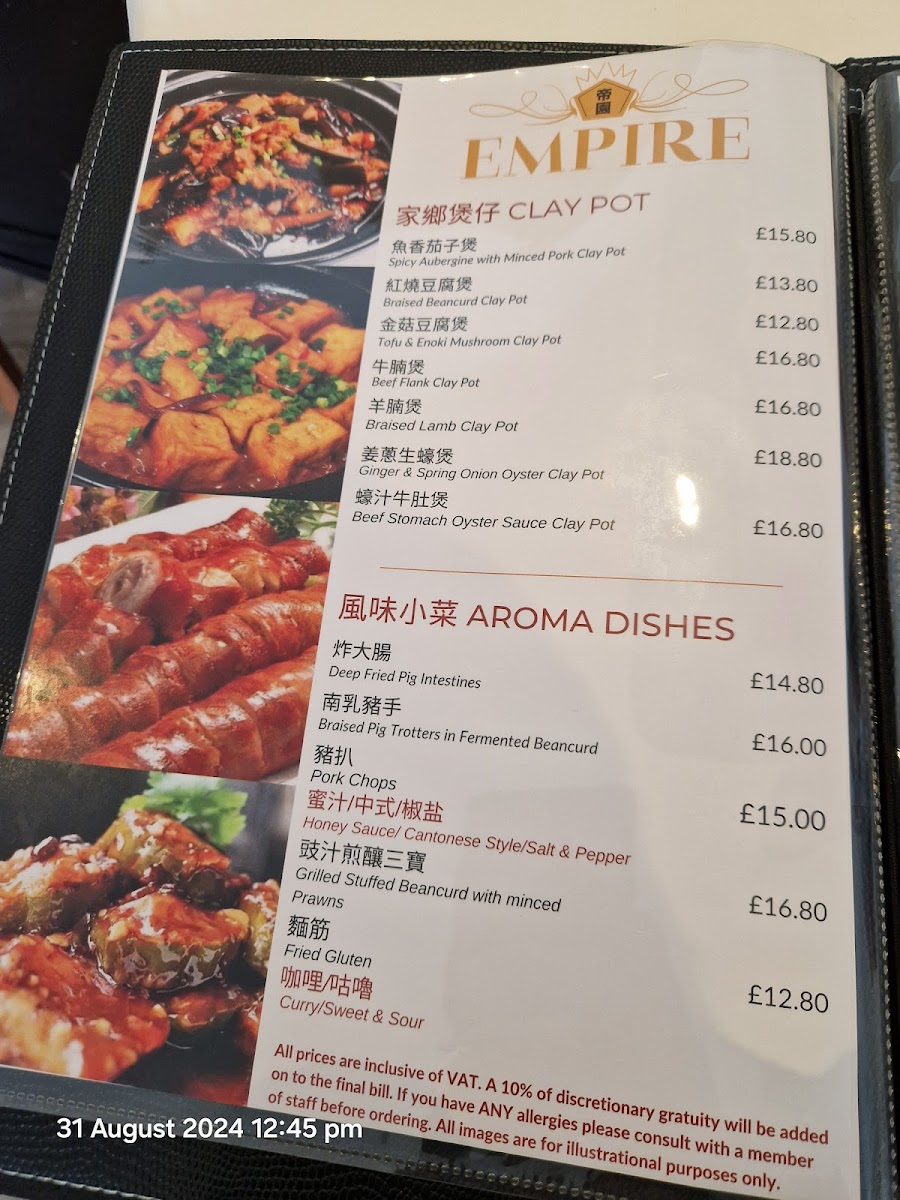 帝園
EMPIRE
家鄉煲仔 CLAY POT
魚香茄子煲 £15.80
Spicy Aubergine with Minced Pork Clay Pot
紅燒豆腐煲 £13.80
Braised Beancurd Clay Pot
金菇豆腐煲 £12.80
Tofu & Enoki Mushroom Clay Pot
牛腩煲 £16.80
Beef Flank Clay Pot
羊腩煲 £16.80
Braised Lamb Clay Pot
姜蔥生蠔煲 £18.80
Ginger & Spring Onion Oyster Clay Pot
蠔汁牛肚煲
Beef Stomach Oyster Sauce Clay Pot £16.80
風味小菜 AROMA DISHES
炸大腸
Deep Fried Pig Intestines £14.80
南乳豬手
Braised Pig Trotters in Fermented Beancurd £16.00
豬扒
Pork Chops
蜜汁/中式/椒盐 £15.00
Honey Sauce/ Cantonese Style/Salt & Pepper
豉汁煎釀三寶
Grilled Stuffed Beancurd with minced £16.80
Prawns
麵筋
Fried Gluten
咖哩/咕嚕 £12.80
Curry/Sweet & Sour
All prices are inclusive of VAT. A 10% of discretionary gratuity will be added
on to the final bill. If you have ANY allergies please consult with a member
of staff before ordering. All images are for illustrational purposes only.
31 August 2024 12:45 pm